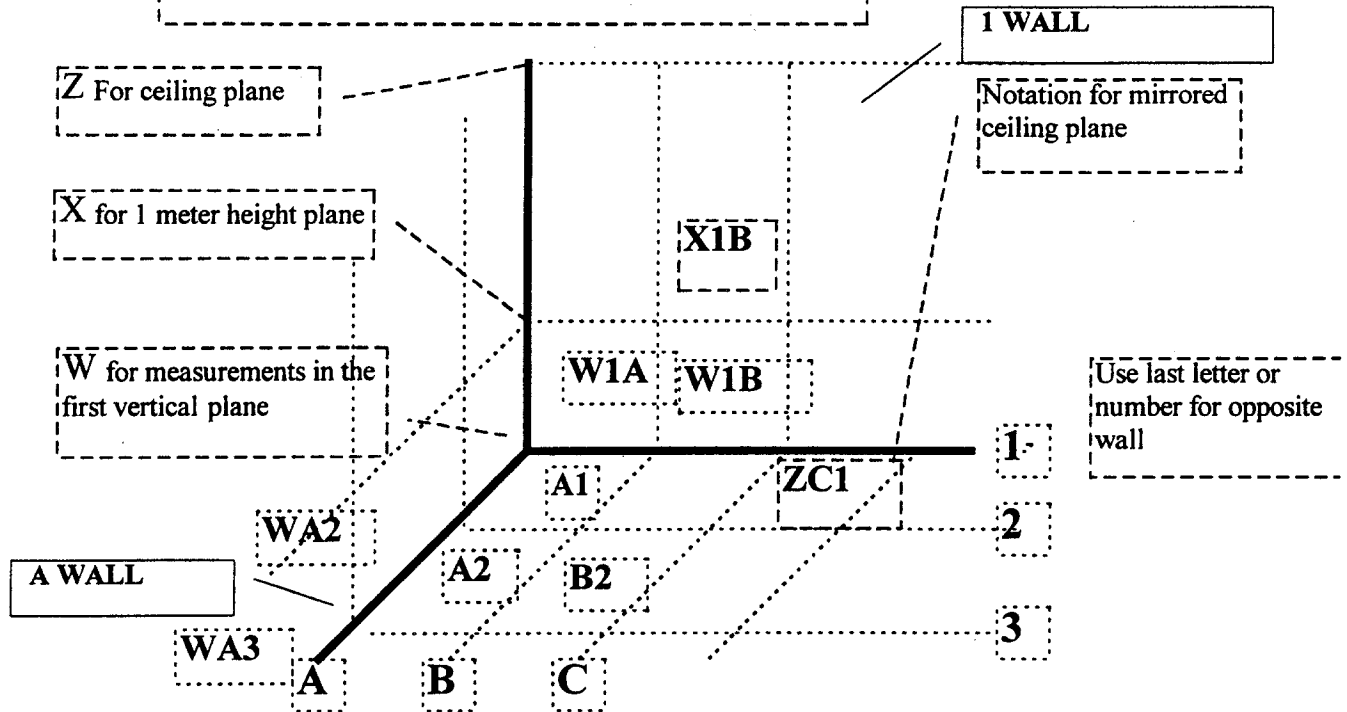 1 WALL
Z For ceiling plane
Notation for mirrored
ceiling plane
X for 1 meter height plane
X1B
W for measurements in the
first vertical plane
W1A
W1B
Use last letter or
number for opposite
wall
1
A1
ZC1
WA2
2
A WALL
A2
B2
3
WA3
A
B
C